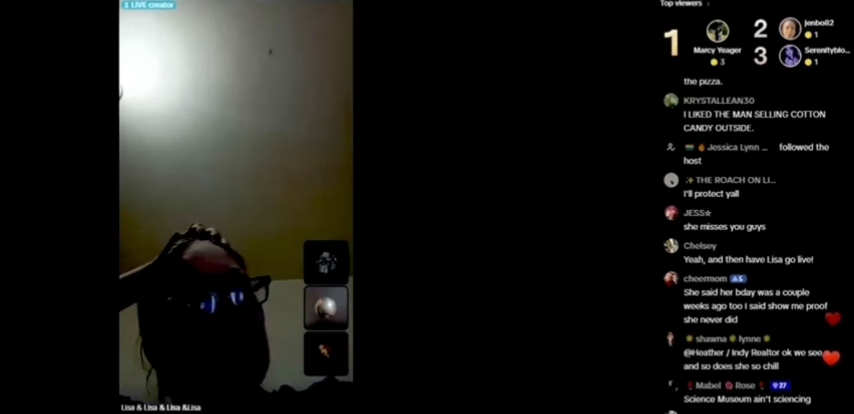 LIVE creator
Top viewers
1
Marcy Yeager
3
2
jenboll2
1
3
Serenityblo...
1
the pizza.
KRYSTALLEAN30
I LIKED THE MAN SELLING COTTON
CANDY OUTSIDE.
Jessica Lynn ... followed the
host
THE ROACH ON LI...
I'll protect yall
JESS☆
she misses you guys
Chelsey
Yeah, and then have Lisa go live!
cheermom
She said her bday was a couple
weeks ago too I said show me proof
she never did
shawna lynne
@Heather / Indy Realtor ok we see
and so does she so chill
Mabel Rose 27
Science Museum ain't sciencing
Lisa & Lisa & Lisa &Lisa